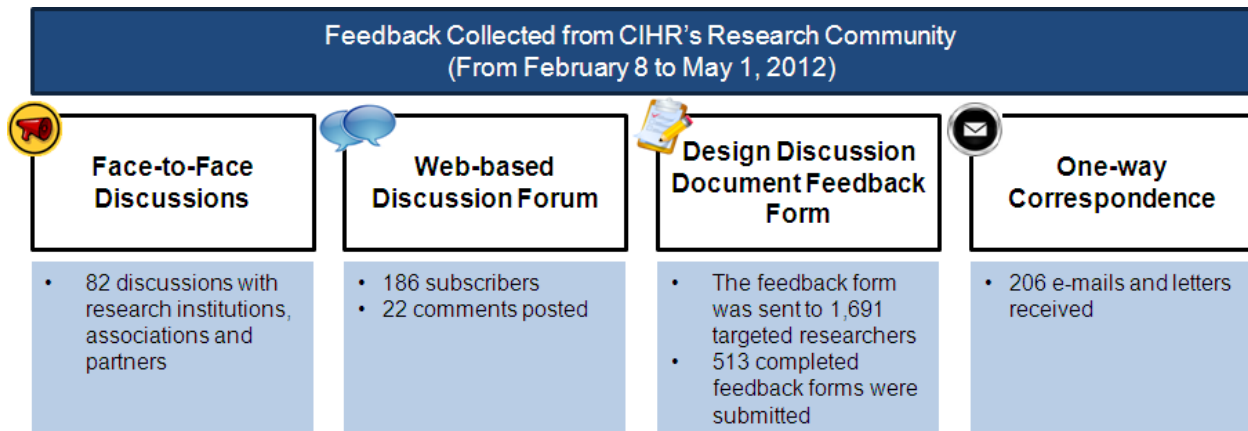 Feedback Collected from CIHR's Research Community
(From February 8 to May 1, 2012)
Face-to-Face
Discussions
Web-based
Discussion Forum
Design Discussion
Document Feedback
Form
One-way
Correspondence
• 82 discussions with
research institutions,
associations and
partners
• 186 subscribers
• 22 comments posted
• The feedback form
was sent to 1,691
targeted researchers
• 513 completed
feedback forms were
submitted
• 206 e-mails and letters
received